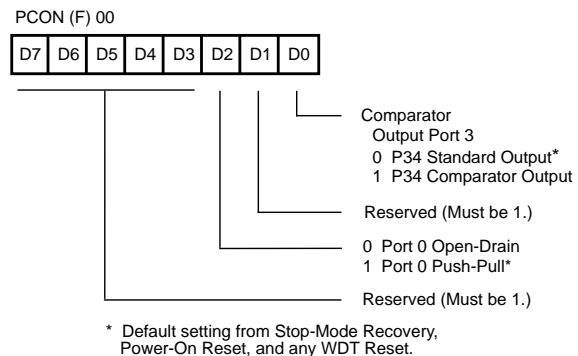 PCON (F) 00
D7 D6 D5 D4 D3 D2 D1 D0
Comparator
Output Port 3
0 P34 Standard Output*
1 P34 Comparator Output
Reserved (Must be 1.)
0 Port 0 Open-Drain
1 Port 0 Push-Pull*
Reserved (Must be 1.)
* Default setting from Stop-Mode Recovery,
Power-On Reset, and any WDT Reset.